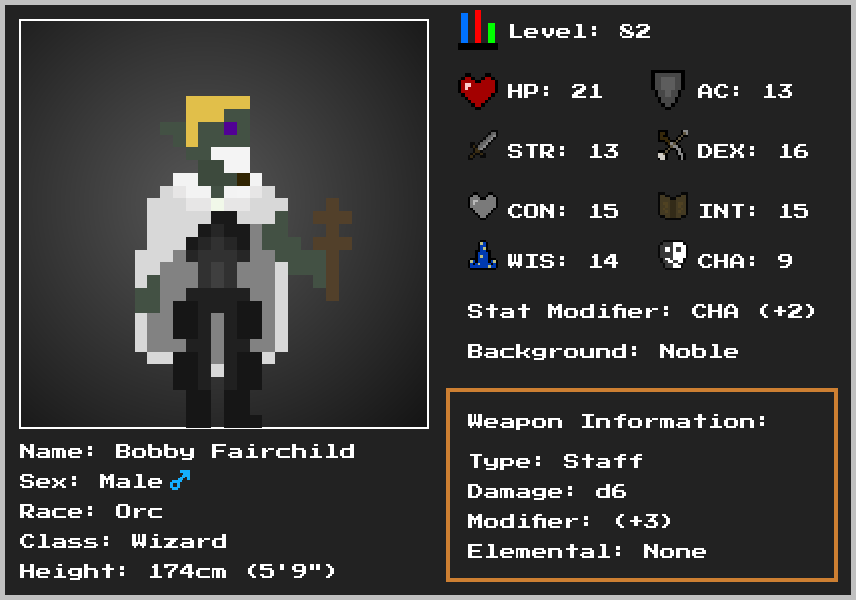 Level: 82
HP: 21
AC: 13
STR: 13
DEX: 16
CON: 15
INT: 15
WIS: 14
CHA: 9
Stat Modifier: CHA (+2)
Background: Noble
Weapon Information:
Type: Staff
Damage: d6
Modifier: (+3)
Elemental: None
Name: Bobby Fairchild
Sex: Male♂
Race: Orc
Class: Wizard
Height: 174cm (5'9")